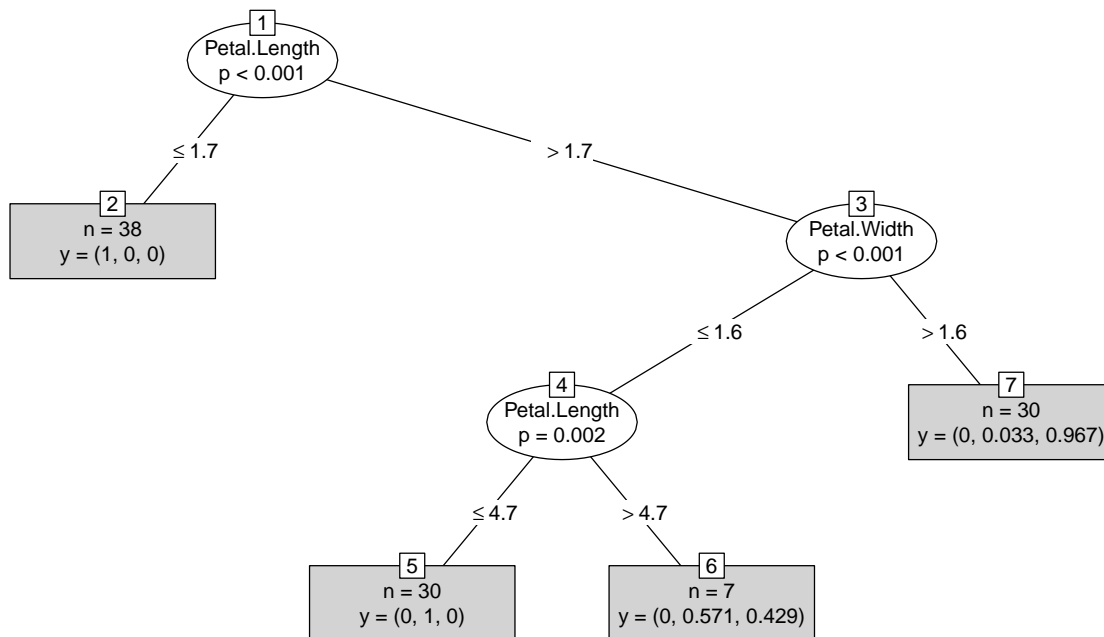 1
Petal.Length
p < 0.001
≤ 1.7
> 1.7
2
n = 38
y = (1, 0, 0)
3
Petal.Width
p < 0.001
≤ 1.6
> 1.6
4
Petal.Length
p = 0.002
7
n = 30
y = (0, 0.033, 0.967)
≤ 4.7
> 4.7
5
n = 30
y = (0, 1, 0)
6
n = 7
y = (0, 0.571, 0.429)